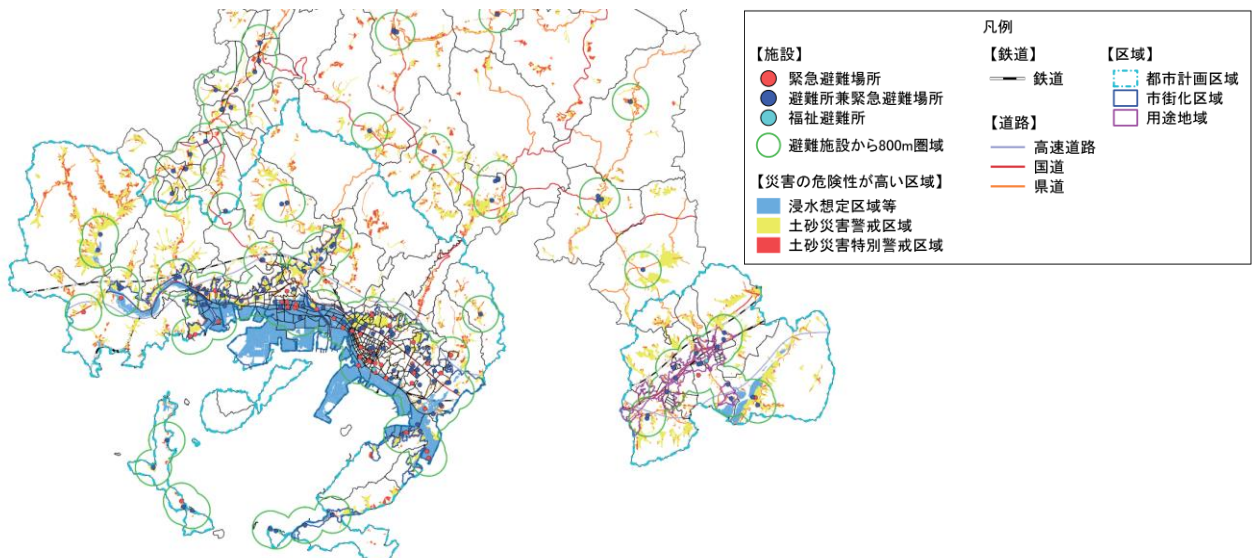 凡例
【施設】
緊急避難場所
避難所兼緊急避難場所
福祉避難所
避難施設から800m圏域
【災害の危険性が高い区域】
浸水想定区域等
土砂災害警戒区域
土砂災害特別警戒区域
【鉄道】
鉄道
【道路】
高速道路
国道
県道
【区域】
都市計画区域
市街化区域
用途地域